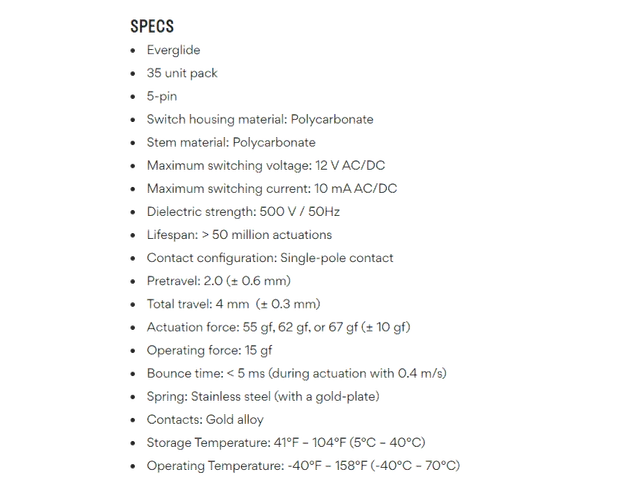 SPECS
• Everglide
• 35 unit pack
• 5-pin
• Switch housing material: Polycarbonate
• Stem material: Polycarbonate
• Maximum switching voltage: 12 V AC/DC
• Maximum switching current: 10 mA AC/DC
• Dielectric strength: 500 V / 50Hz
• Lifespan: > 50 million actuations
• Contact configuration: Single-pole contact
• Pretravel: 2.0 (± 0.6 mm)
• Total travel: 4 mm  (± 0.3 mm)
• Actuation force: 55 gf, 62 gf, or 67 gf (± 10 gf)
• Operating force: 15 gf
• Bounce time: < 5 ms (during actuation with 0.4 m/s)
• Spring: Stainless steel (with a gold-plate)
• Contacts: Gold alloy
• Storage Temperature: 41°F – 104°F (5°C – 40°C)
• Operating Temperature: -40°F – 158°F (-40°C – 70°C)